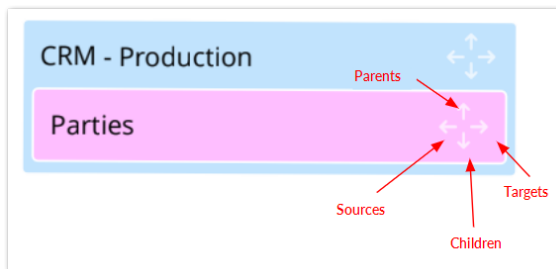 CRM - Production
Parents
Parties
Targets
Sources
Children